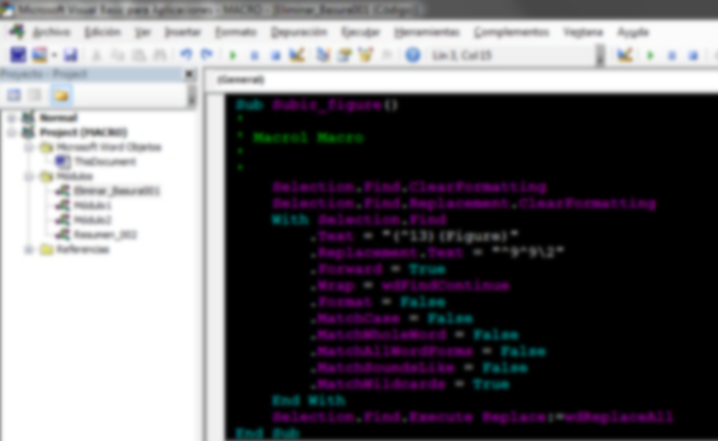 Microsoft Visual Basic para Aplicaciones - MACRO - [Eliminar_Basura001 (Código)]
Archivo Edición Ver Insertar Formato Depuración Ejecutar Herramientas Complementos Ventana Ayuda
Lín 3, Col 15
Proyecto - Project
Normal
Project (MACRO)
Microsoft Word Objetos
ThisDocument
Módulos
Eliminar_Basura001
Módulo1
Módulo2
Resumen_002
Referencias
(General)
Sub Subir_figure()
'
' Macro1 Macro
'
'
Selection.Find.ClearFormatting
Selection.Find.Replacement.ClearFormatting
With Selection.Find
.Text = "(^13)(Figure)"
.Replacement.Text = "^9^9\2"
.Forward = True
.Wrap = wdFindContinue
.Format = False
.MatchCase = False
.MatchWholeWord = False
.MatchAllWordForms = False
.MatchSoundsLike = False
.MatchWildcards = True
End With
Selection.Find.Execute Replace:=wdReplaceAll
End Sub